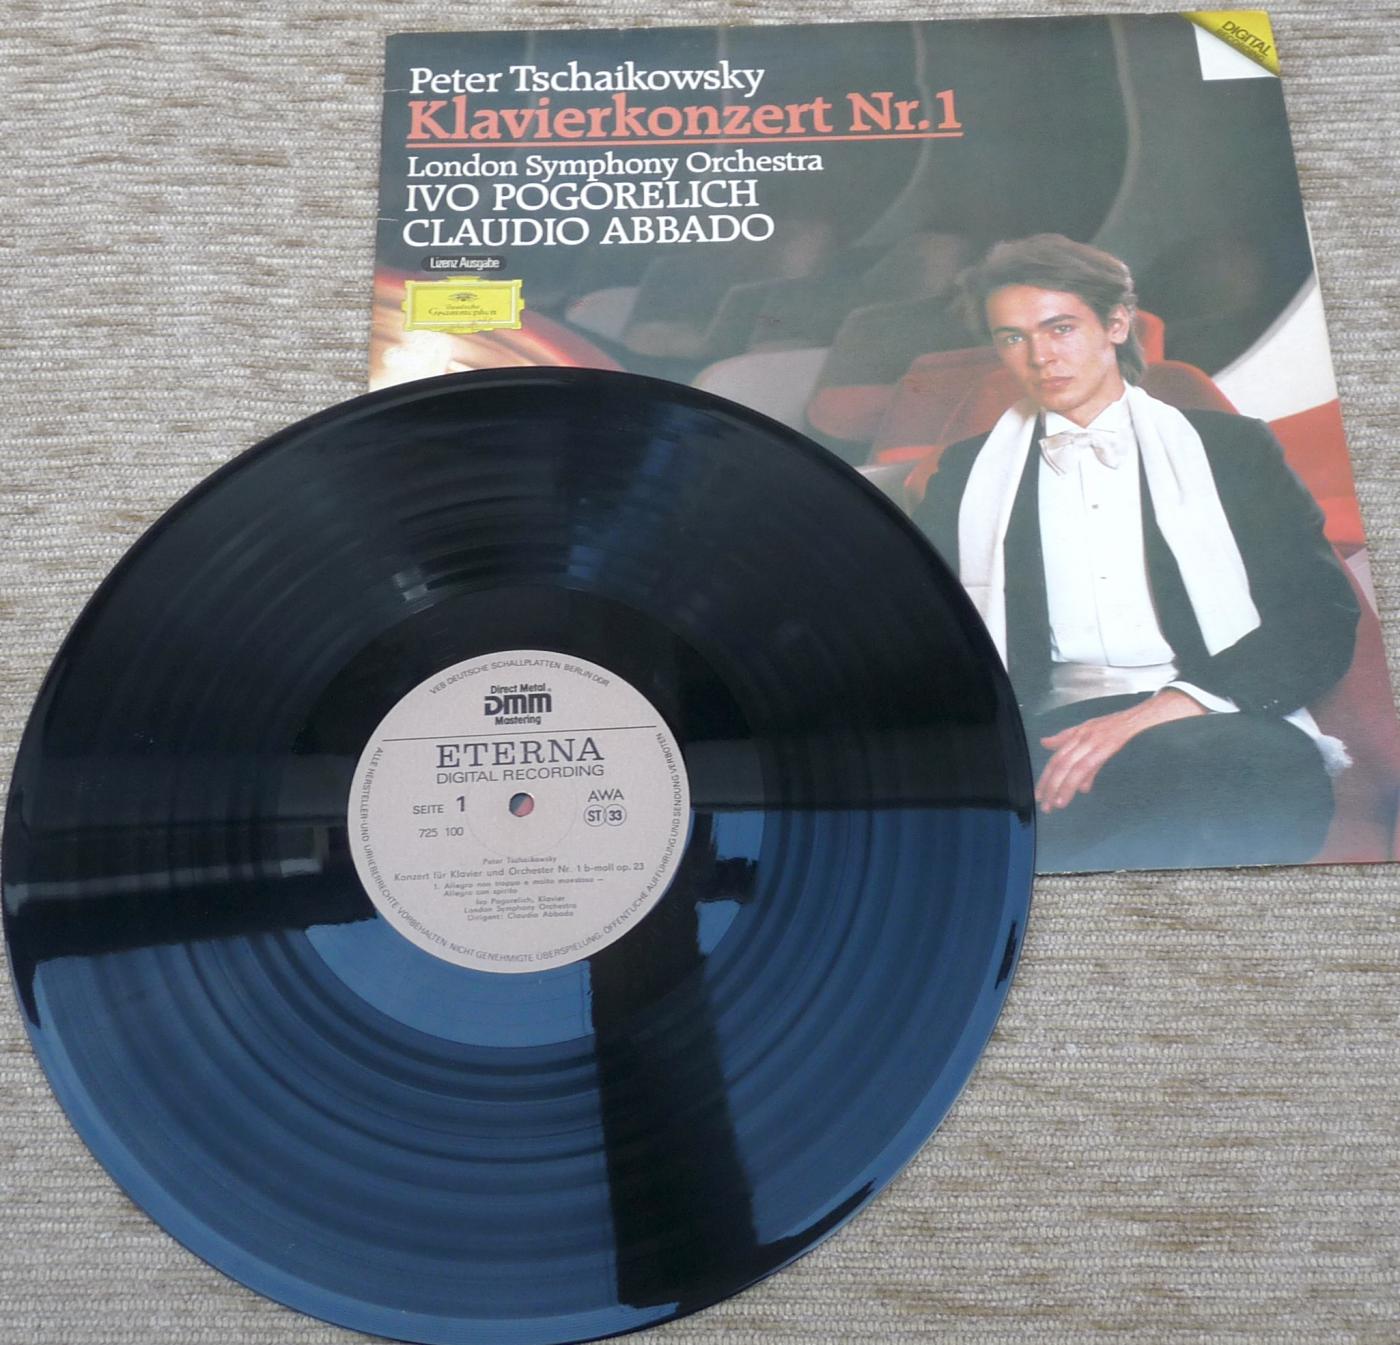 DIGITAL
RECORDING
Peter Tschaikowsky
Klavierkonzert Nr.1
London Symphony Orchestra
IVO POGORELICH
CLAUDIO ABBADO
Lizenz Ausgabe
Deutsche
Grammophon
VEB DEUTSCHE SCHALLPLATTEN BERLIN DDR
Direct Metal
DMM
Mastering
ETERNA
DIGITAL RECORDING
SEITE 1
AWA
725 100
ST 33
Peter Tschaikowsky
Konzert für Klavier und Orchester Nr. 1 b-moll op. 23
1. Allegro non troppo e molto maestoso –
Allegro con spirito
Ivo Pogorelich, Klavier
London Symphony Orchestra
Dirigent: Claudio Abbado
ALLE HERSTELLER- UND URHEBERRECHTE VORBEHALTEN. NICHT GENEHMIGTE ÜBERSPIELUNG, ÖFFENTLICHE AUFFÜHRUNG UND SENDUNG VERBOTEN